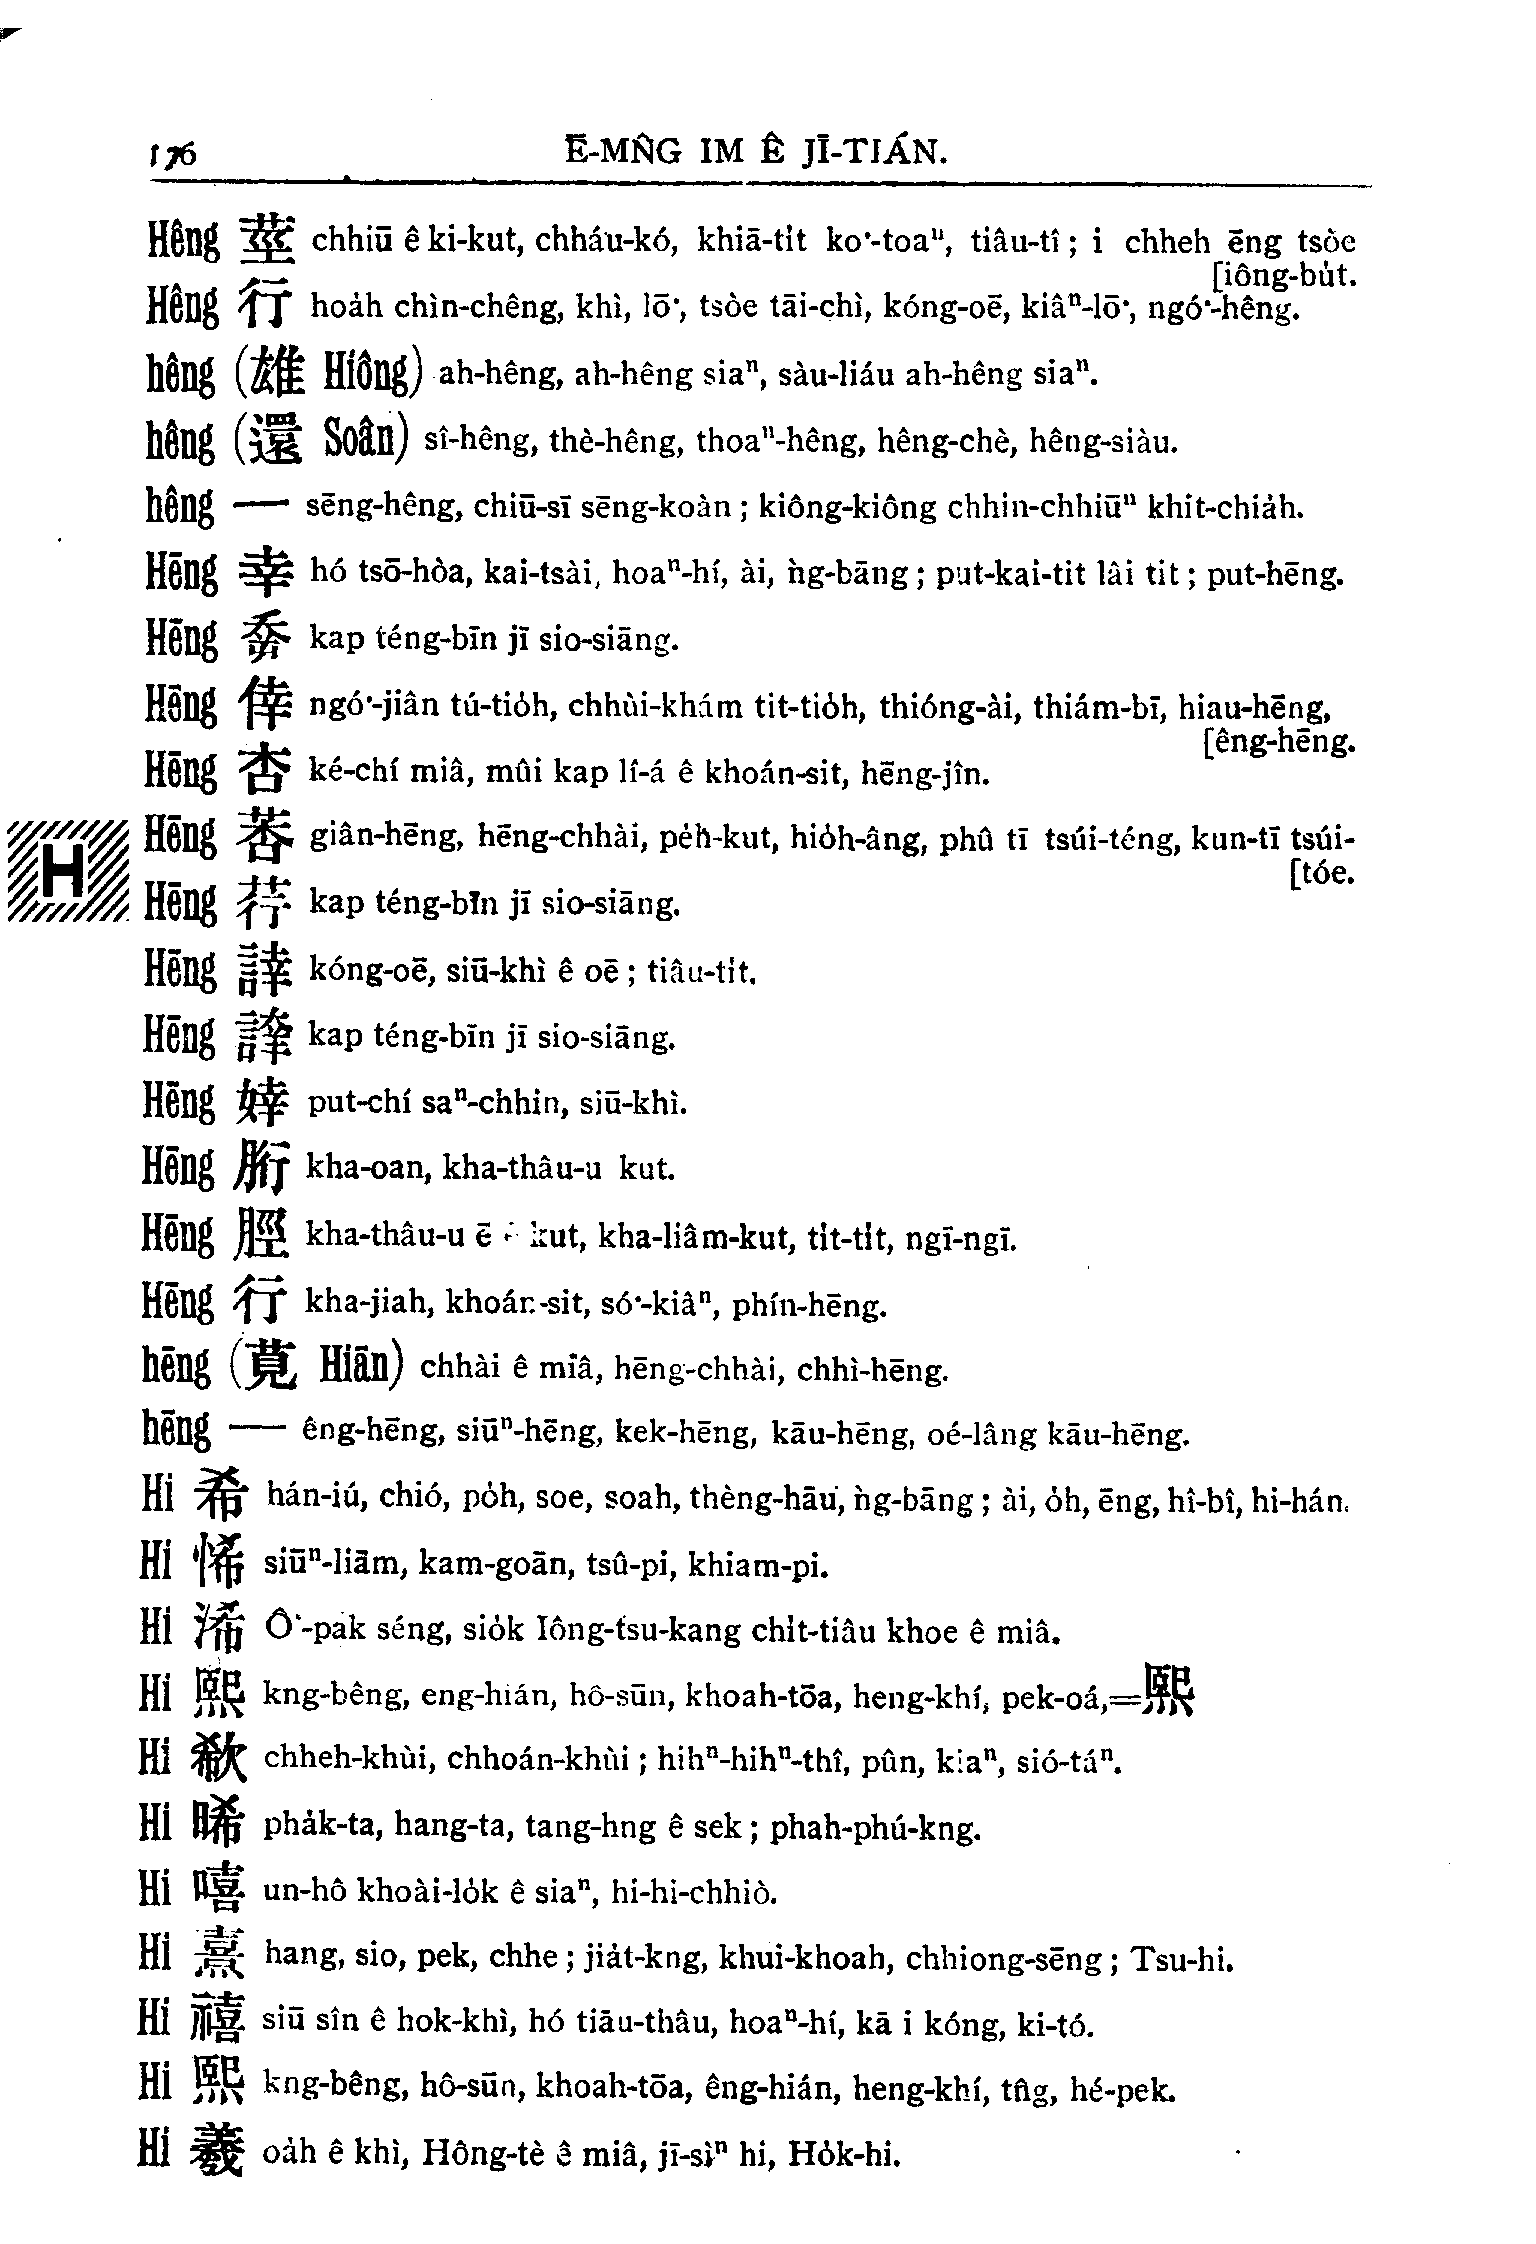 176 Ē-MN̂G IM Ê JĪ-TIÁN.
Hêng 莖 chhiū ê ki-kut, chháu-kó, khiā-ti̍t ko͘-toaⁿ, tiâu-tî ; i chheh ēng tsòe
[iông-bu̍t.
Hêng 行 hoa̍h chìn-chêng, khì, lō͘, tsòe tāi-chì, kóng-oē, kiâⁿ-lō͘, ngó͘-hêng.
hêng (雄 Hiông) ah-hêng, ah-hêng siaⁿ, sàu-liáu ah-hêng siaⁿ.
hêng (還 Soân) sî-hêng, thè-hêng, thoaⁿ-hêng, hêng-chè, hêng-siàu.
hêng — sēng-hêng, chiū-sī sēng-koàn ; kiông-kiông chhin-chhiūⁿ khit-chia̍h.
Hēng 幸 hó tsō-hòa, kai-tsài, hoaⁿ-hí, ài, ǹg-bāng ; put-kai-tit lâi tit ; put-hēng.
Hēng kap téng-bīn jī sio-siāng.
Hēng 倖 ngó͘-jiân tú-tio̍h, chhùi-khám tit-tio̍h, thióng-ài, thiám-bī, hiau-hēng,
[êng-hēng.
Hēng 杏 ké-chí miâ, mûi kap lí-á ê khoán-sit, hēng-jîn.
Hēng 莕 giân-hēng, hēng-chhài, pe̍h-kut, hio̍h-âng, phû tī tsúi-téng, kun-tī tsúi-
[tóe.
H
Hēng 荇 kap téng-bīn jī sio-siāng.
Hēng 誟 kóng-oē, siū-khì ê oē ; tiâu-ti̍t.
Hēng kap téng-bīn jī sio-siāng.
Hēng 婞 put-chí saⁿ-chhin, siū-khì.
Hēng 胻 kha-oan, kha-thâu-u kut.
Hēng 脛 kha-thâu-u ē kut, kha-liâm-kut, ti̍t-ti̍t, ngī-ngī.
Hēng 行 kha-jiah, khoán-sit, só͘-kiâⁿ, phín-hēng.
hēng (莧 Hiān) chhài ê miâ, hēng-chhài, chhì-hēng.
hēng — êng-hēng, siūⁿ-hēng, kek-hēng, kāu-hēng, oé-lâng kāu-hēng.
Hi 希 hán-iú, chió, po̍h, soe, soah, thèng-hāu, ǹg-bāng ; ài, o̍h, ēng, hî-bî, hi-hán.
Hi 悕 siūⁿ-liām, kam-goān, tsû-pi, khiam-pi.
Hi 浠 Ô͘-pak séng, sio̍k Iông-tsu-kang chi̍t-tiâu khoe ê miâ.
Hi 熙 kng-bêng, eng-hián, hô-sūn, khoah-tōa, heng-khí, pek-oá,=熙
Hi 欷 chheh-khùi, chhoán-khùi ; hihⁿ-hihⁿ-thî, pûn, kiaⁿ, sió-táⁿ.
Hi 晞 pha̍k-ta, hang-ta, tang-hng ê sek ; phah-phú-kng.
Hi 嘻 un-hô khoài-lo̍k ê siaⁿ, hi-hi-chhiò.
Hi 熹 hang, sio, pek, chhe ; jia̍t-kng, khui-khoah, chhiong-sēng ; Tsu-hi.
Hi 禧 siū sîn ê hok-khì, hó tiāu-thâu, hoaⁿ-hí, kā i kóng, ki-tó.
Hi 熙 kng-bêng, hô-sūn, khoah-tōa, êng-hián, heng-khí, tn̂g, hé-pek.
Hi 羲 oa̍h ê khì, Hông-tè ê miâ, jī-sìⁿ hi, Ho̍k-hi.